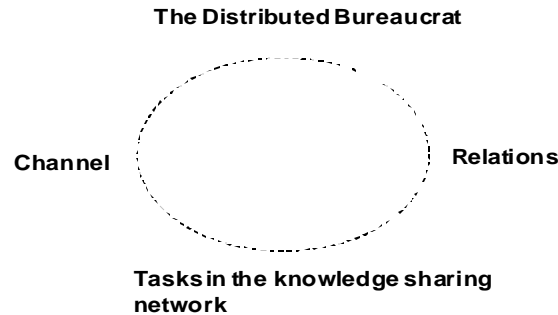 The Distributed Bureaucrat
Channel
Relations
Tasks in the knowledge sharing
network